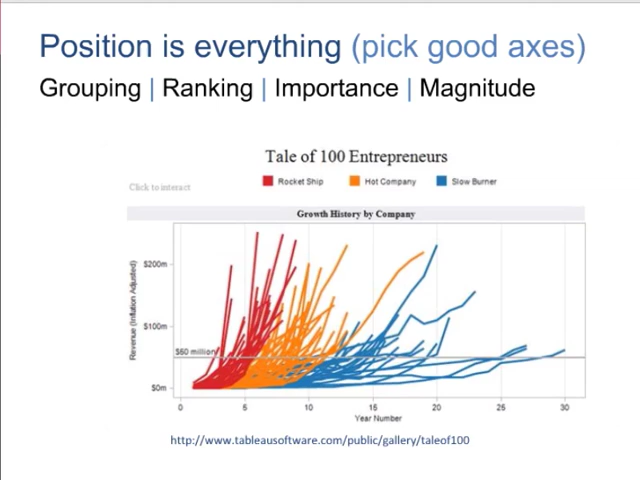 Position is everything (pick good axes)
Grouping | Ranking | Importance | Magnitude
Tale of 100 Entrepreneurs
Click to interact
Rocket Ship
Hot Company
Slow Burner
Growth History by Company
Revenue (Inflation Adjusted)
$200m
$100m
$50 million
$0m
0 5 10 15 20 25 30
Year Number
http://www.tableausoftware.com/public/gallery/taleof100